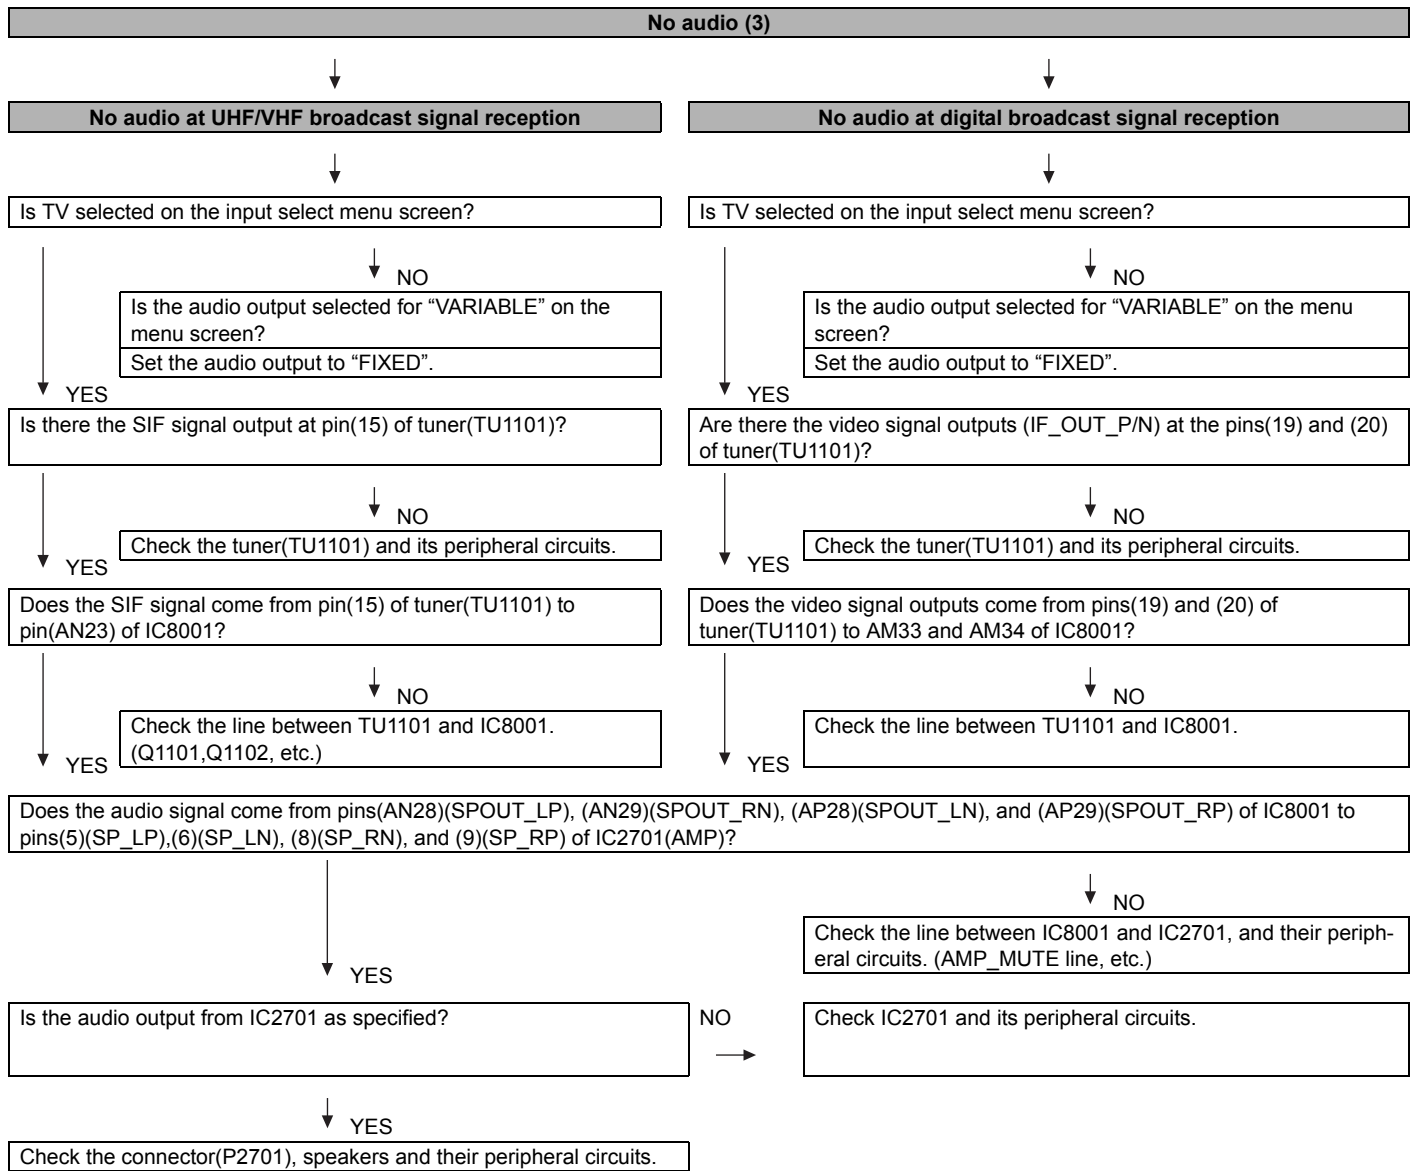 No audio (3)
No audio at UHF/VHF broadcast signal reception
No audio at digital broadcast signal reception
Is TV selected on the input select menu screen?
Is TV selected on the input select menu screen?
NO
NO
Is the audio output selected for “VARIABLE” on the
menu screen?
Set the audio output to “FIXED”.
Is the audio output selected for “VARIABLE” on the menu
screen?
Set the audio output to “FIXED”.
YES
YES
Is there the SIF signal output at pin(15) of tuner(TU1101)?
Are there the video signal outputs (IF_OUT_P/N) at the pins(19) and (20)
of tuner(TU1101)?
NO
NO
Check the tuner(TU1101) and its peripheral circuits.
Check the tuner(TU1101) and its peripheral circuits.
YES
YES
Does the SIF signal come from pin(15) of tuner(TU1101) to
pin(AN23) of IC8001?
Does the video signal outputs come from pins(19) and (20) of
tuner(TU1101) to AM33 and AM34 of IC8001?
NO
NO
Check the line between TU1101 and IC8001.
(Q1101,Q1102, etc.)
Check the line between TU1101 and IC8001.
YES
YES
Does the audio signal come from pins(AN28)(SPOUT_LP), (AN29)(SPOUT_RN), (AP28)(SPOUT_LN), and (AP29)(SPOUT_RP) of IC8001 to
pins(5)(SP_LP),(6)(SP_LN), (8)(SP_RN), and (9)(SP_RP) of IC2701(AMP)?
NO
Check the line between IC8001 and IC2701, and their periph-
eral circuits. (AMP_MUTE line, etc.)
YES
Is the audio output from IC2701 as specified?
NO
Check IC2701 and its peripheral circuits.
YES
Check the connector(P2701), speakers and their peripheral circuits.